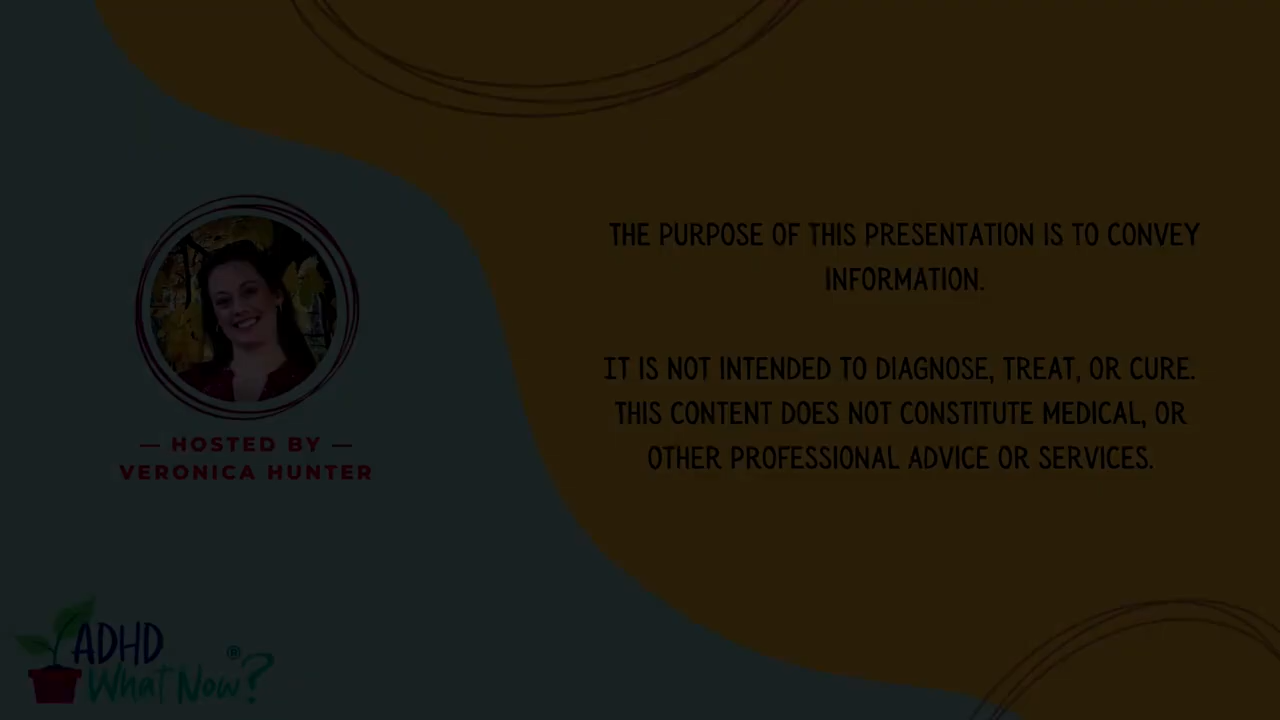 THE PURPOSE OF THIS PRESENTATION IS TO CONVEY
INFORMATION.
IT IS NOT INTENDED TO DIAGNOSE, TREAT, OR CURE.
THIS CONTENT DOES NOT CONSTITUTE MEDICAL, OR
OTHER PROFESSIONAL ADVICE OR SERVICES.
— HOSTED BY —
VERONICA HUNTER
ADHD
What Now?®